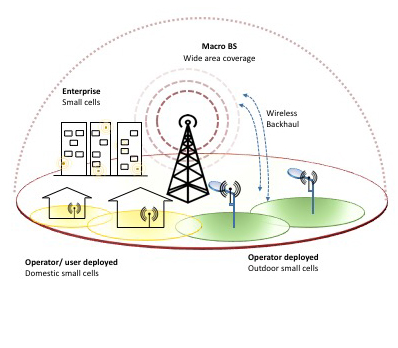 Macro BS
Wide area coverage
Enterprise
Small cells
Wireless
Backhaul
Operator/ user deployed
Domestic small cells
Operator deployed
Outdoor small cells